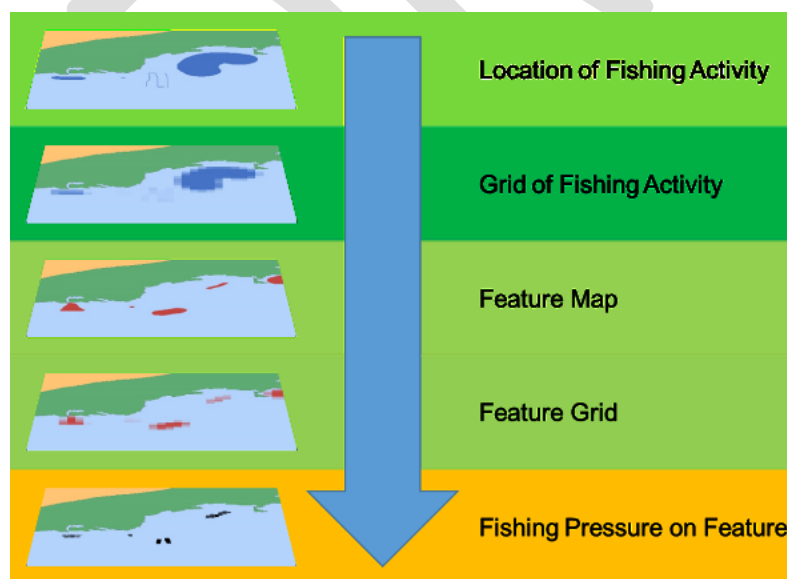 Location of Fishing Activity
Grid of Fishing Activity
Feature Map
Feature Grid
Fishing Pressure on Feature